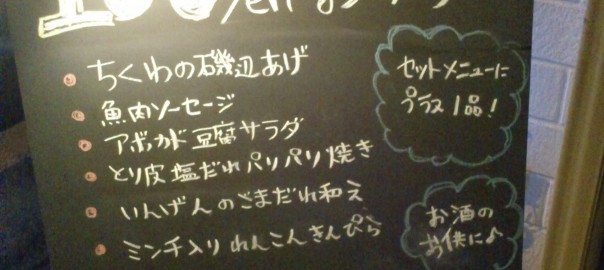 ちくわの磯辺あげ
魚肉ソーセージ
アボカド豆腐サラダ
とり皮塩だれパリパリ焼き
いんげんのごまだれ和え
ミンチ入りれんこんきんぴら
セットメニューに
プラス1品!
お酒の
お供に♪